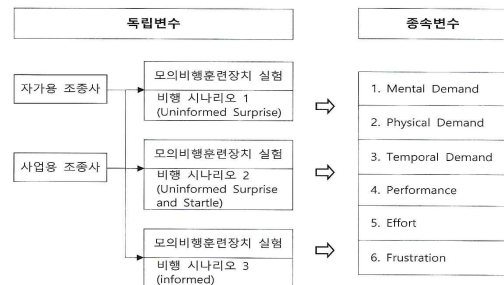 독립변수
종속변수
자가용 조종사
사업용 조종사
모의비행훈련장치 실험
비행 시나리오 1
(Uninformed Surprise)
모의비행훈련장치 실험
비행 시나리오 2
(Uninformed Surprise
and Startle)
모의비행훈련장치 실험
비행 시나리오 3
(informed)
1. Mental Demand
2. Physical Demand
3. Temporal Demand
4. Performance
5. Effort
6. Frustration